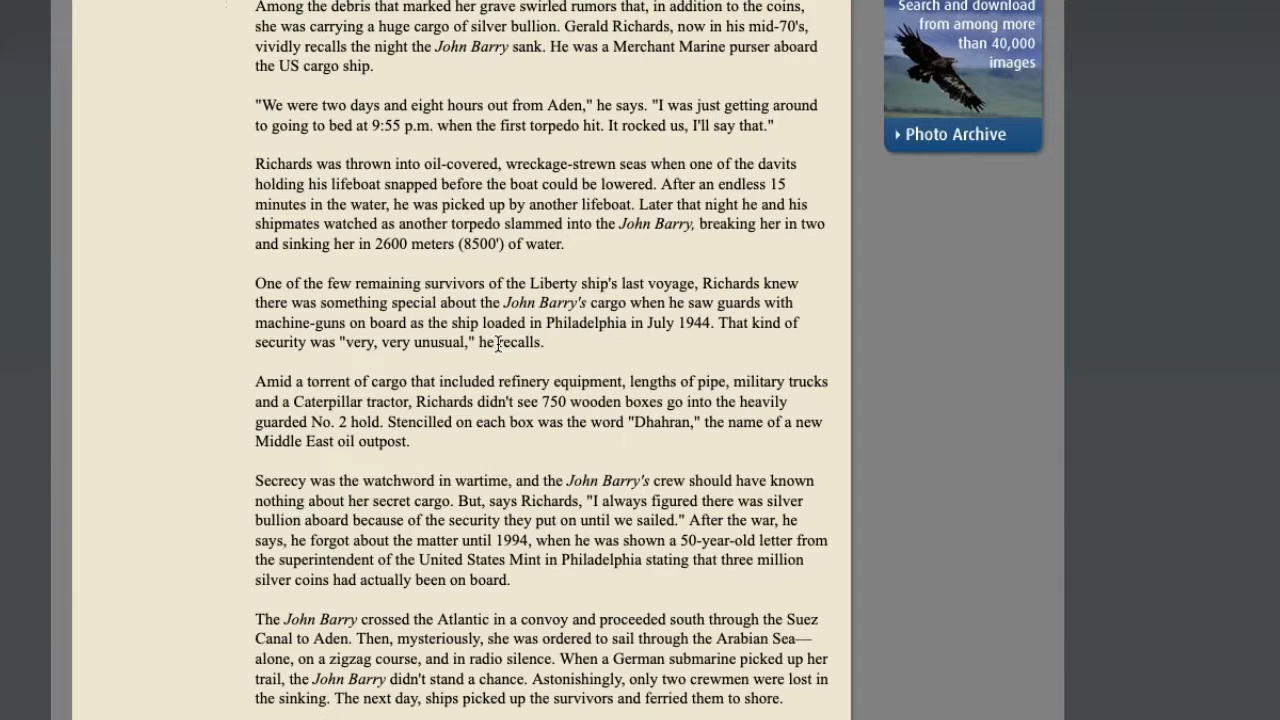 Among the debris that marked her grave swirled rumors that, in addition to the coins,
she was carrying a huge cargo of silver bullion. Gerald Richards, now in his mid-70's,
vividly recalls the night the John Barry sank. He was a Merchant Marine purser aboard
the US cargo ship.
"We were two days and eight hours out from Aden," he says. "I was just getting around
to going to bed at 9:55 p.m. when the first torpedo hit. It rocked us, I'll say that."
Richards was thrown into oil-covered, wreckage-strewn seas when one of the davits
holding his lifeboat snapped before the boat could be lowered. After an endless 15
minutes in the water, he was picked up by another lifeboat. Later that night he and his
shipmates watched as another torpedo slammed into the John Barry, breaking her in two
and sinking her in 2600 meters (8500') of water.
One of the few remaining survivors of the Liberty ship's last voyage, Richards knew
there was something special about the John Barry's cargo when he saw guards with
machine-guns on board as the ship loaded in Philadelphia in July 1944. That kind of
security was "very, very unusual," he recalls.
Amid a torrent of cargo that included refinery equipment, lengths of pipe, military trucks
and a Caterpillar tractor, Richards didn't see 750 wooden boxes go into the heavily
guarded No. 2 hold. Stencilled on each box was the word "Dhahran," the name of a new
Middle East oil outpost.
Secrecy was the watchword in wartime, and the John Barry's crew should have known
nothing about her secret cargo. But, says Richards, "I always figured there was silver
bullion aboard because of the security they put on until we sailed." After the war, he
says, he forgot about the matter until 1994, when he was shown a 50-year-old letter from
the superintendent of the United States Mint in Philadelphia stating that three million
silver coins had actually been on board.
The John Barry crossed the Atlantic in a convoy and proceeded south through the Suez
Canal to Aden. Then, mysteriously, she was ordered to sail through the Arabian Sea—
alone, on a zigzag course, and in radio silence. When a German submarine picked up her
trail, the John Barry didn't stand a chance. Astonishingly, only two crewmen were lost in
the sinking. The next day, ships picked up the survivors and ferried them to shore.
Search and download
from among more
than 40,000
images
Photo Archive